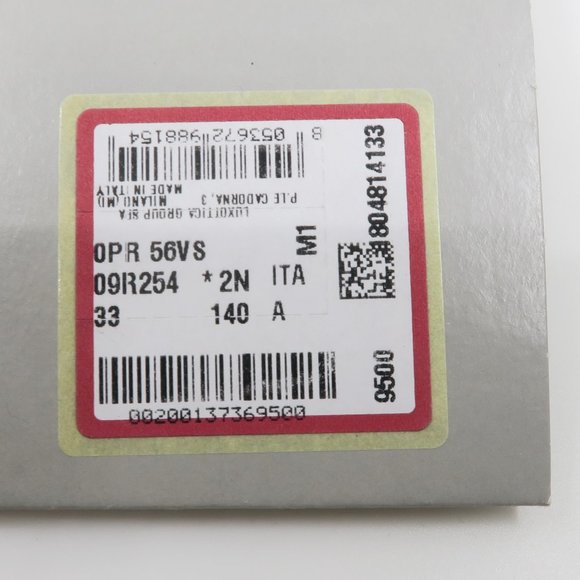 8 053672 988154
LUXOTTICA GROUP SPA
P.LE CADORNA, 3
MILANO (MI)
MADE IN ITALY
0PR 56VS M1
09R254 *2N ITA
33 140 A
00200137369500
1804814133
9500